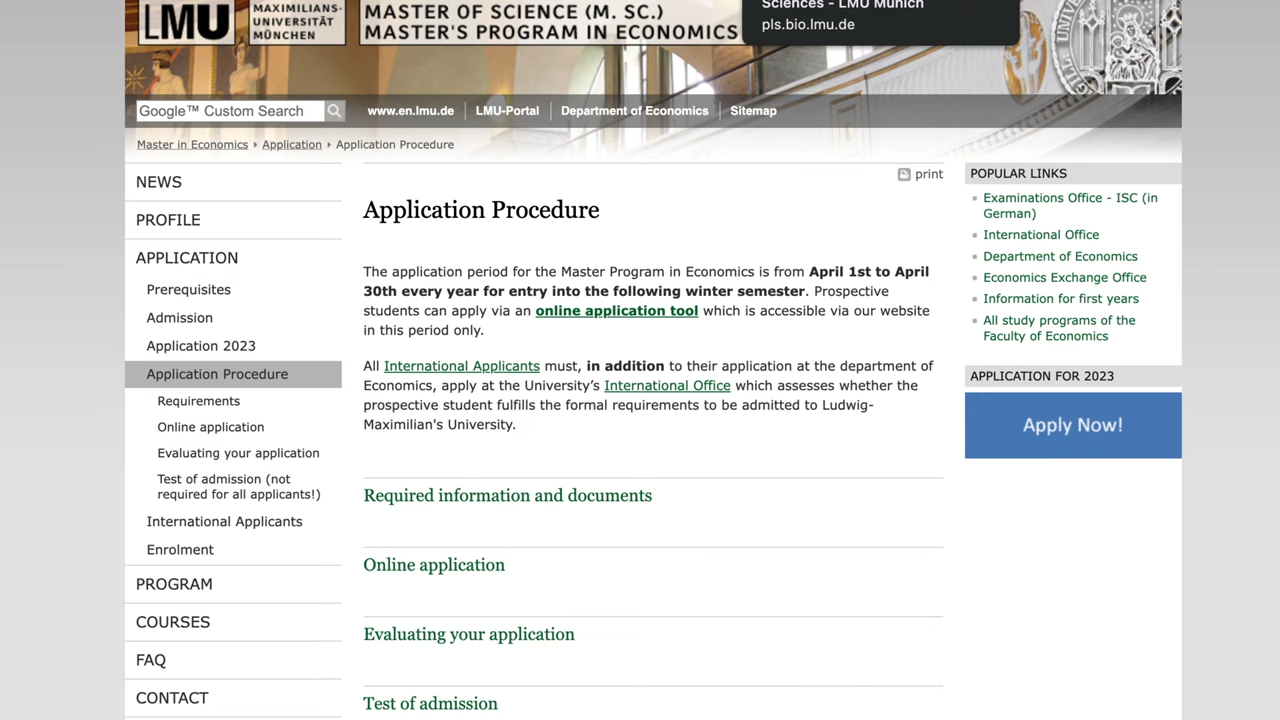 LMU
MAXIMILIANS-
UNIVERSITÄT
MÜNCHEN
MASTER OF SCIENCE (M. SC.)
MASTER'S PROGRAM IN ECONOMICS
Sciences - LMU Munich
pls.bio.lmu.de
Google™ Custom Search
www.en.lmu.de
LMU-Portal
Department of Economics
Sitemap
Master in Economics
Application
Application Procedure
NEWS
PROFILE
APPLICATION
Prerequisites
Admission
Application 2023
Application Procedure
Requirements
Online application
Evaluating your application
Test of admission (not
required for all applicants!)
International Applicants
Enrolment
PROGRAM
COURSES
FAQ
CONTACT
print
Application Procedure
The application period for the Master Program in Economics is from April 1st to April
30th every year for entry into the following winter semester. Prospective
students can apply via an online application tool which is accessible via our website
in this period only.
All International Applicants must, in addition to their application at the department of
Economics, apply at the University’s International Office which assesses whether the
prospective student fulfills the formal requirements to be admitted to Ludwig-
Maximilian's University.
Required information and documents
Online application
Evaluating your application
Test of admission
POPULAR LINKS
Examinations Office - ISC (in
German)
International Office
Department of Economics
Economics Exchange Office
Information for first years
All study programs of the
Faculty of Economics
APPLICATION FOR 2023
Apply Now!